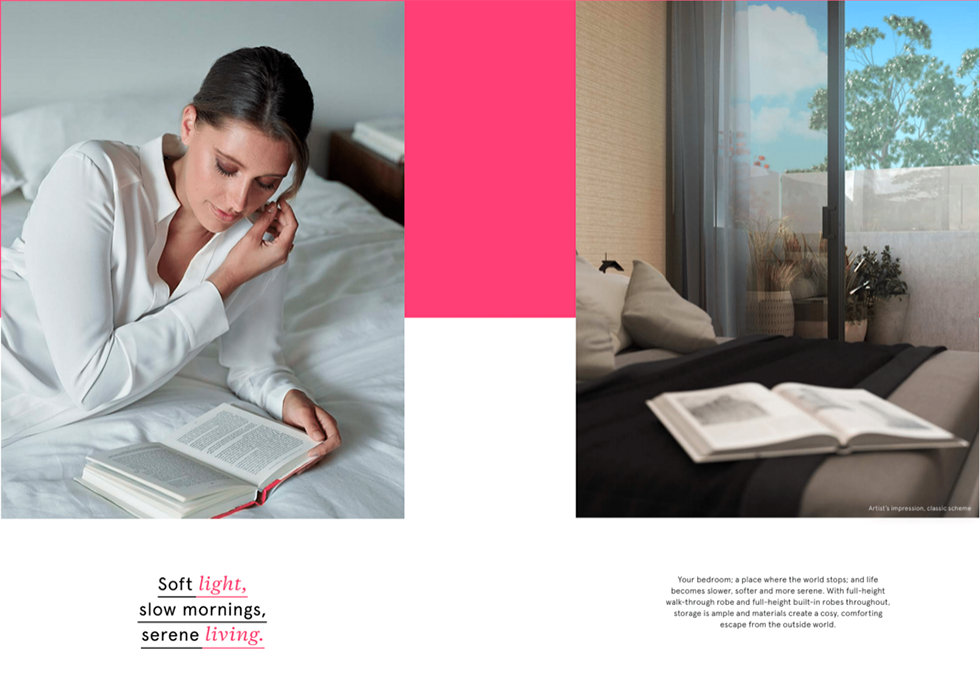 Artist's impression, classic scheme
Soft light,
slow mornings,
serene living.
Your bedroom; a place where the world stops; and life
becomes slower, softer and more serene. With full-height
walk-through robe and full-height built-in robes throughout,
storage is ample and materials create a cosy, comforting
escape from the outside world.